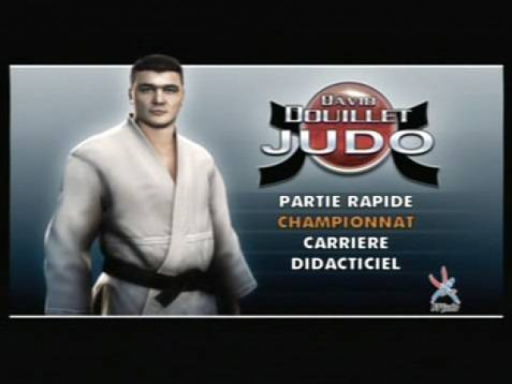 DAVID
DOUILLET
JUDO
PARTIE RAPIDE
CHAMPIONNAT
CARRIERE
DIDACTICIEL